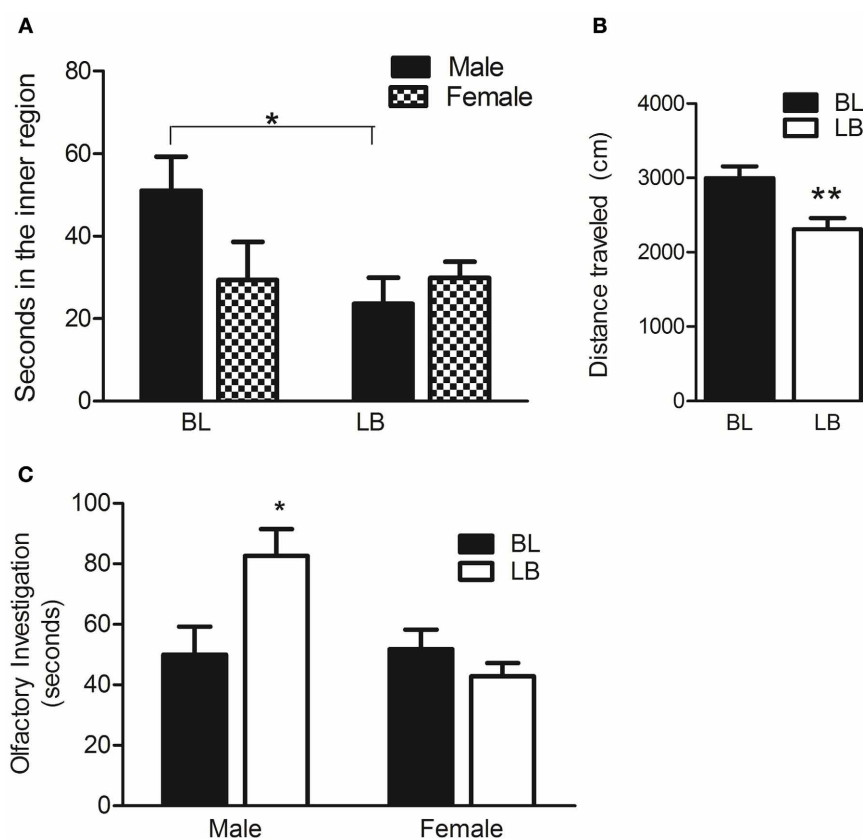 A
Seconds in the inner region
80
60
40
20
0
*
Male
Female
BL LB
B
Distance traveled (cm)
4000
3000
2000
1000
0
BL
LB
**
BL LB
C
Olfactory Investigation
(seconds)
100
80
60
40
20
0
*
BL
LB
Male Female